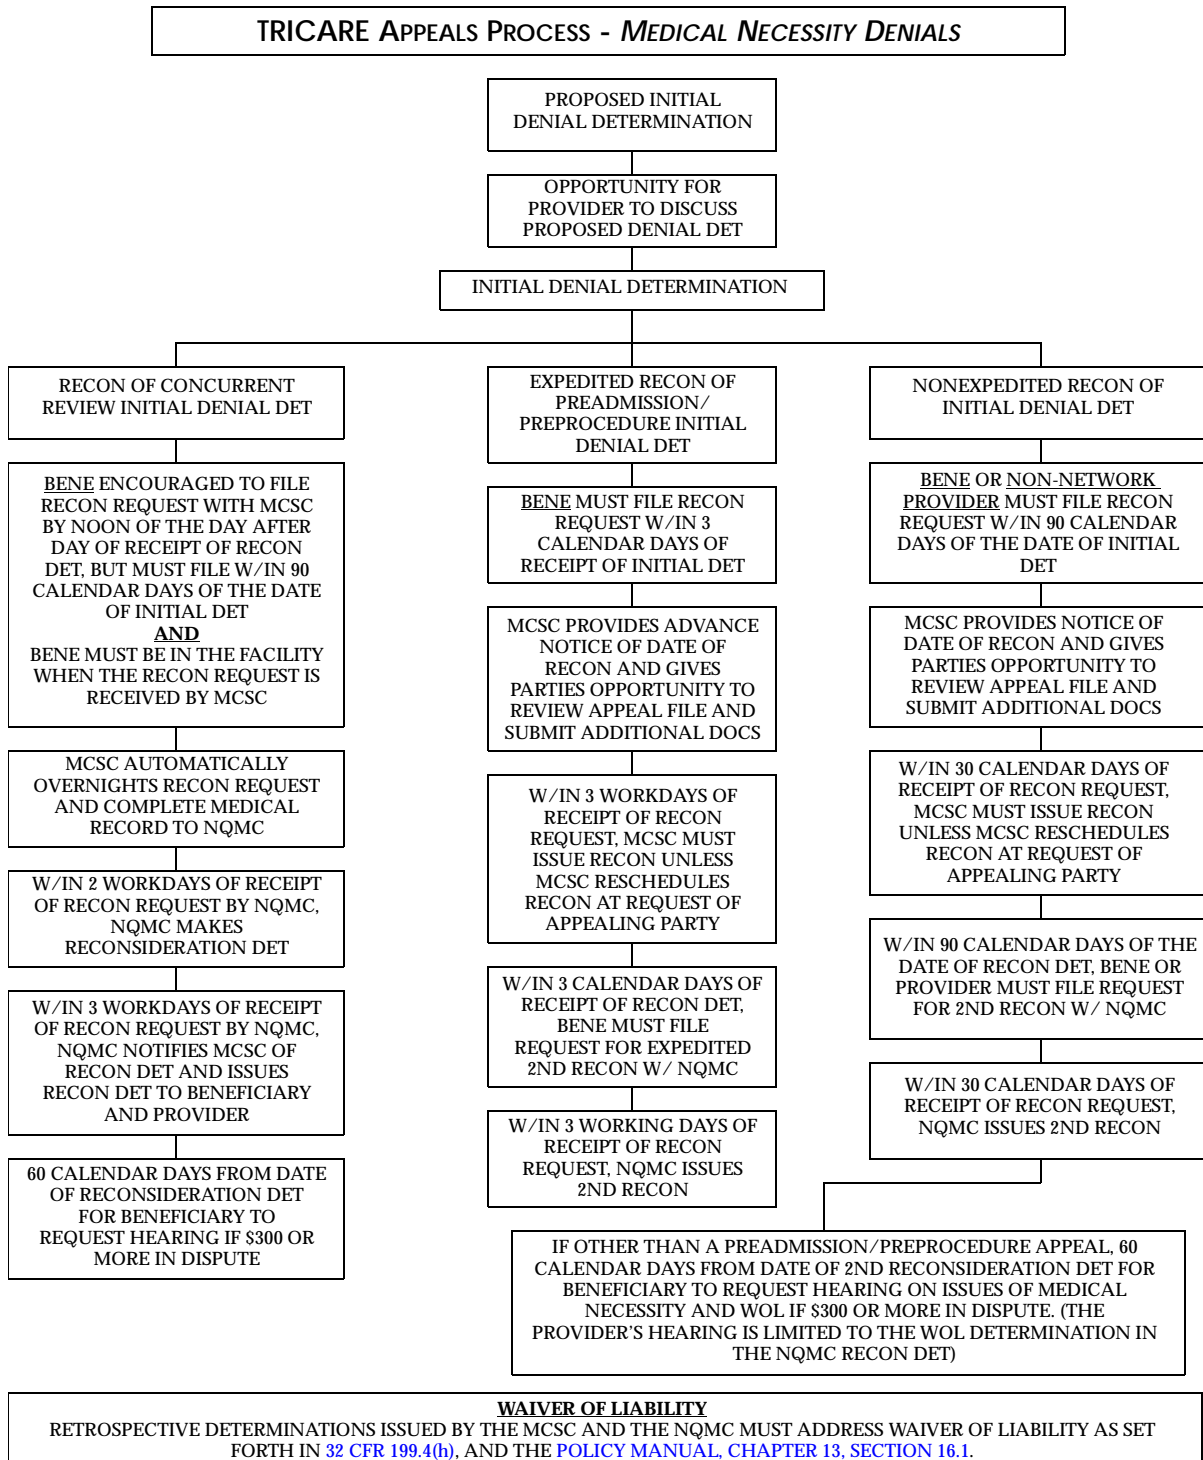 TRICARE APPEALS PROCESS - MEDICAL NECESSITY DENIALS
PROPOSED INITIAL
DENIAL DETERMINATION
OPPORTUNITY FOR
PROVIDER TO DISCUSS
PROPOSED DENIAL DET
INITIAL DENIAL DETERMINATION
RECON OF CONCURRENT
REVIEW INITIAL DENIAL DET
BENE ENCOURAGED TO FILE
RECON REQUEST WITH MCSC
BY NOON OF THE DAY AFTER
DAY OF RECEIPT OF RECON
DET, BUT MUST FILE W/IN 90
CALENDAR DAYS OF THE DATE
OF INITIAL DET
AND
BENE MUST BE IN THE FACILITY
WHEN THE RECON REQUEST IS
RECEIVED BY MCSC
MCSC AUTOMATICALLY
OVERNIGHTS RECON REQUEST
AND COMPLETE MEDICAL
RECORD TO NQMC
W/IN 2 WORKDAYS OF RECEIPT
OF RECON REQUEST BY NQMC,
NQMC MAKES
RECONSIDERATION DET
W/IN 3 WORKDAYS OF RECEIPT
OF RECON REQUEST BY NQMC,
NQMC NOTIFIES MCSC OF
RECON DET AND ISSUES
RECON DET TO BENEFICIARY
AND PROVIDER
60 CALENDAR DAYS FROM DATE
OF RECONSIDERATION DET
FOR BENEFICIARY TO
REQUEST HEARING IF $300 OR
MORE IN DISPUTE
EXPEDITED RECON OF
PREADMISSION/
PREPROCEDURE INITIAL
DENIAL DET
BENE MUST FILE RECON
REQUEST W/IN 3
CALENDAR DAYS OF
RECEIPT OF INITIAL DET
MCSC PROVIDES ADVANCE
NOTICE OF DATE OF
RECON AND GIVES
PARTIES OPPORTUNITY TO
REVIEW APPEAL FILE AND
SUBMIT ADDITIONAL DOCS
W/IN 3 WORKDAYS OF
RECEIPT OF RECON
REQUEST, MCSC MUST
ISSUE RECON UNLESS
MCSC RESCHEDULES
RECON AT REQUEST OF
APPEALING PARTY
W/IN 3 CALENDAR DAYS OF
RECEIPT OF RECON DET,
BENE MUST FILE
REQUEST FOR EXPEDITED
2ND RECON W/ NQMC
W/IN 3 WORKING DAYS OF
RECEIPT OF RECON
REQUEST, NQMC ISSUES
2ND RECON
NONEXPEDITED RECON OF
INITIAL DENIAL DET
BENE OR NON-NETWORK
PROVIDER MUST FILE RECON
REQUEST W/IN 90 CALENDAR
DAYS OF THE DATE OF INITIAL
DET
MCSC PROVIDES NOTICE OF
DATE OF RECON AND GIVES
PARTIES OPPORTUNITY TO
REVIEW APPEAL FILE AND
SUBMIT ADDITIONAL DOCS
W/IN 30 CALENDAR DAYS OF
RECEIPT OF RECON REQUEST,
MCSC MUST ISSUE RECON
UNLESS MCSC RESCHEDULES
RECON AT REQUEST OF
APPEALING PARTY
W/IN 90 CALENDAR DAYS OF THE
DATE OF RECON DET, BENE OR
PROVIDER MUST FILE REQUEST
FOR 2ND RECON W/ NQMC
W/IN 30 CALENDAR DAYS OF
RECEIPT OF RECON REQUEST,
NQMC ISSUES 2ND RECON
IF OTHER THAN A PREADMISSION/PREPROCEDURE APPEAL, 60
CALENDAR DAYS FROM DATE OF 2ND RECONSIDERATION DET FOR
BENEFICIARY TO REQUEST HEARING ON ISSUES OF MEDICAL
NECESSITY AND WOL IF $300 OR MORE IN DISPUTE. (THE
PROVIDER'S HEARING IS LIMITED TO THE WOL DETERMINATION IN
THE NQMC RECON DET)
WAIVER OF LIABILITY
RETROSPECTIVE DETERMINATIONS ISSUED BY THE MCSC AND THE NQMC MUST ADDRESS WAIVER OF LIABILITY AS SET
FORTH IN 32 CFR 199.4(h), AND THE POLICY MANUAL, CHAPTER 13, SECTION 16.1.